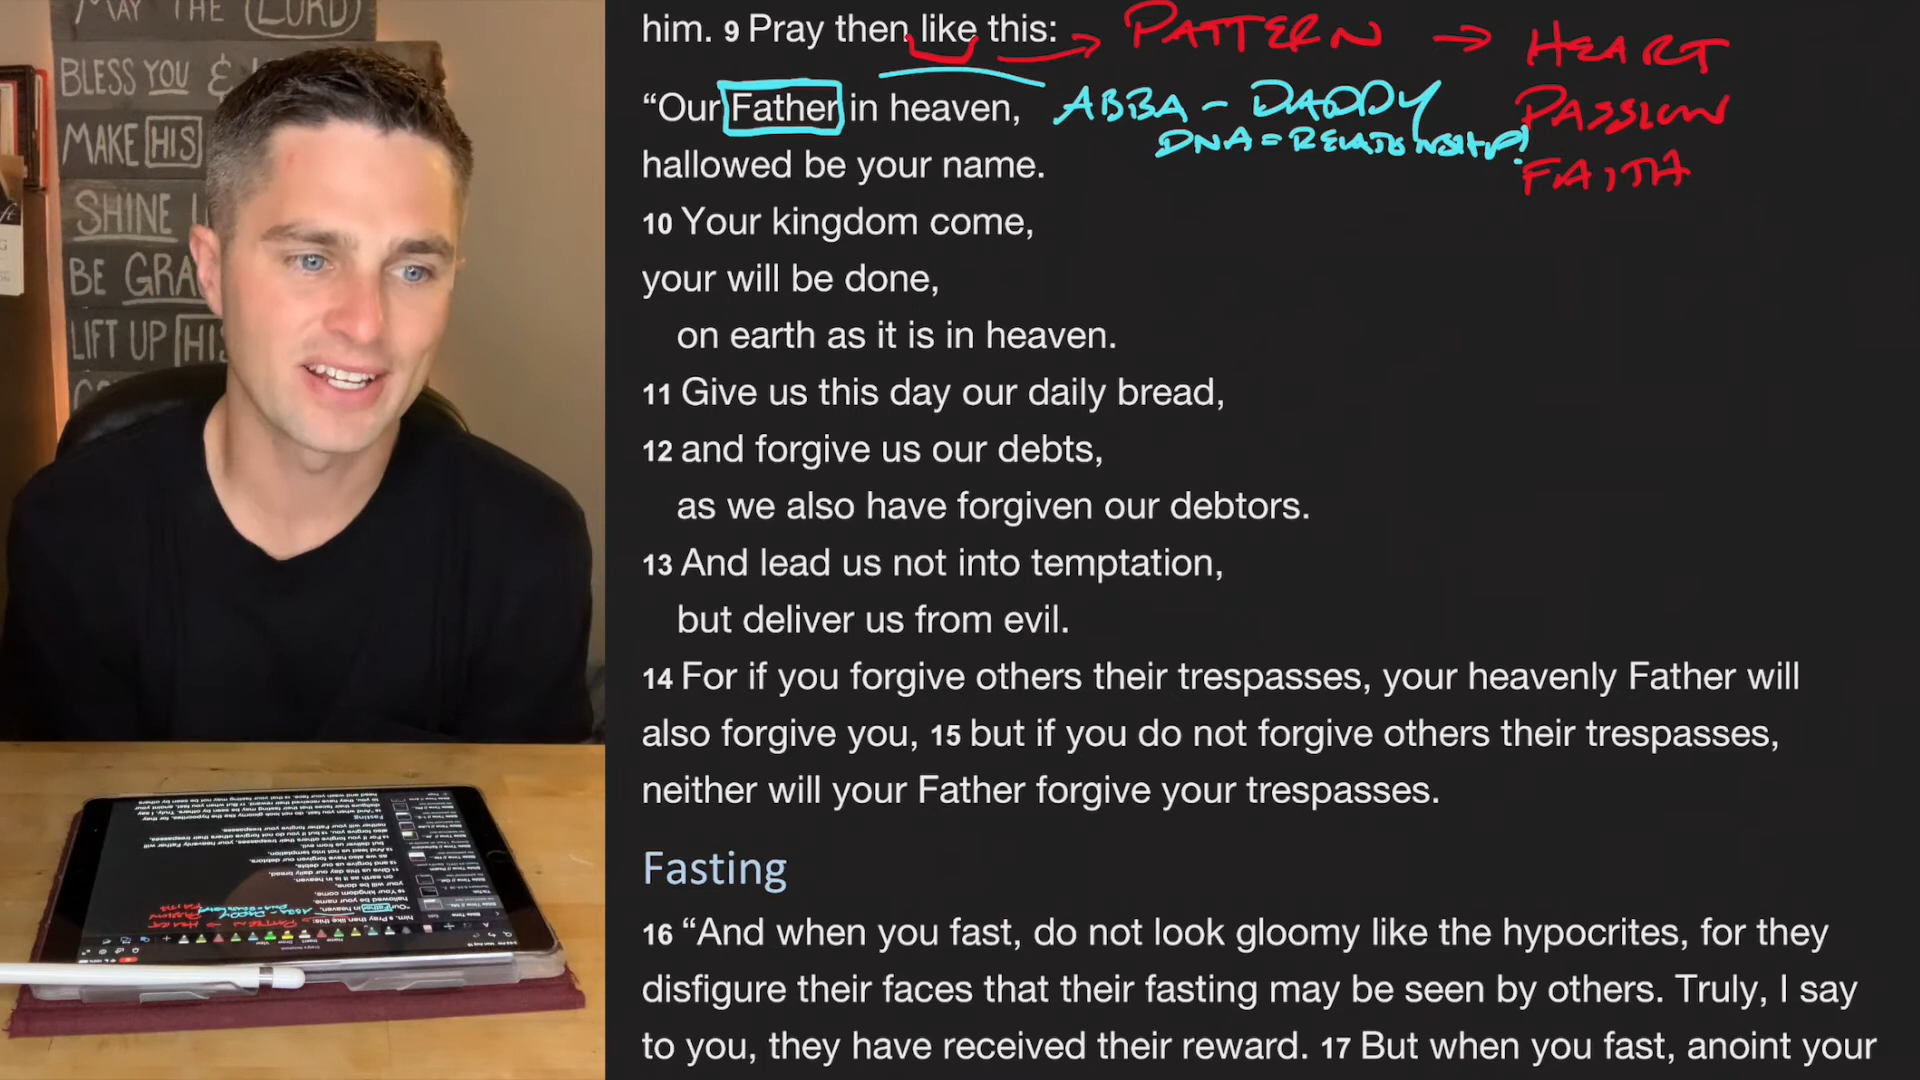 MAY THE (LORD)
BLESS YOU &
MAKE HIS
SHINE
BE GRA
LIFT UP HIS
him. 9 Pray then like this: → PATTERN → HEART
PASSION
FAITH
“Our Father in heaven, ABBA - DADDY
DNA = RELATIONSHIP!
hallowed be your name.
10 Your kingdom come,
your will be done,
on earth as it is in heaven.
11 Give us this day our daily bread,
12 and forgive us our debts,
as we also have forgiven our debtors.
13 And lead us not into temptation,
but deliver us from evil.
14 For if you forgive others their trespasses, your heavenly Father will
also forgive you, 15 but if you do not forgive others their trespasses,
neither will your Father forgive your trespasses.
Fasting
16 “And when you fast, do not look gloomy like the hypocrites, for they
disfigure their faces that their fasting may be seen by others. Truly, I say
to you, they have received their reward. 17 But when you fast, anoint your